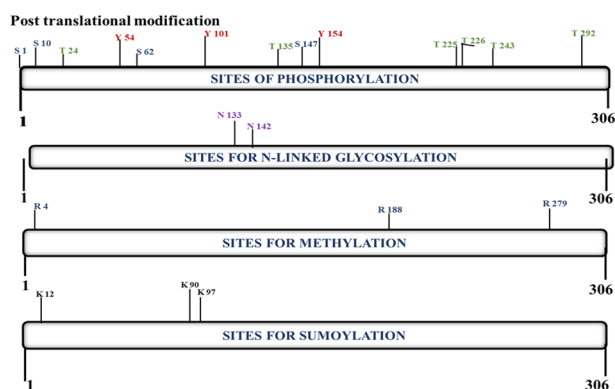 Post translational modification
S 1 S 10 T 24 Y 54 S 62 Y 101 T 135 S 147 Y 154 T 225 T 226 T 243 T 292
SITES OF PHOSPHORYLATION
1 306
N 133 N 142
SITES FOR N-LINKED GLYCOSYLATION
1 306
R 4 R 188 R 279
SITES FOR METHYLATION
1 306
K 12 K 90 K 97
SITES FOR SUMOYLATION
1 306